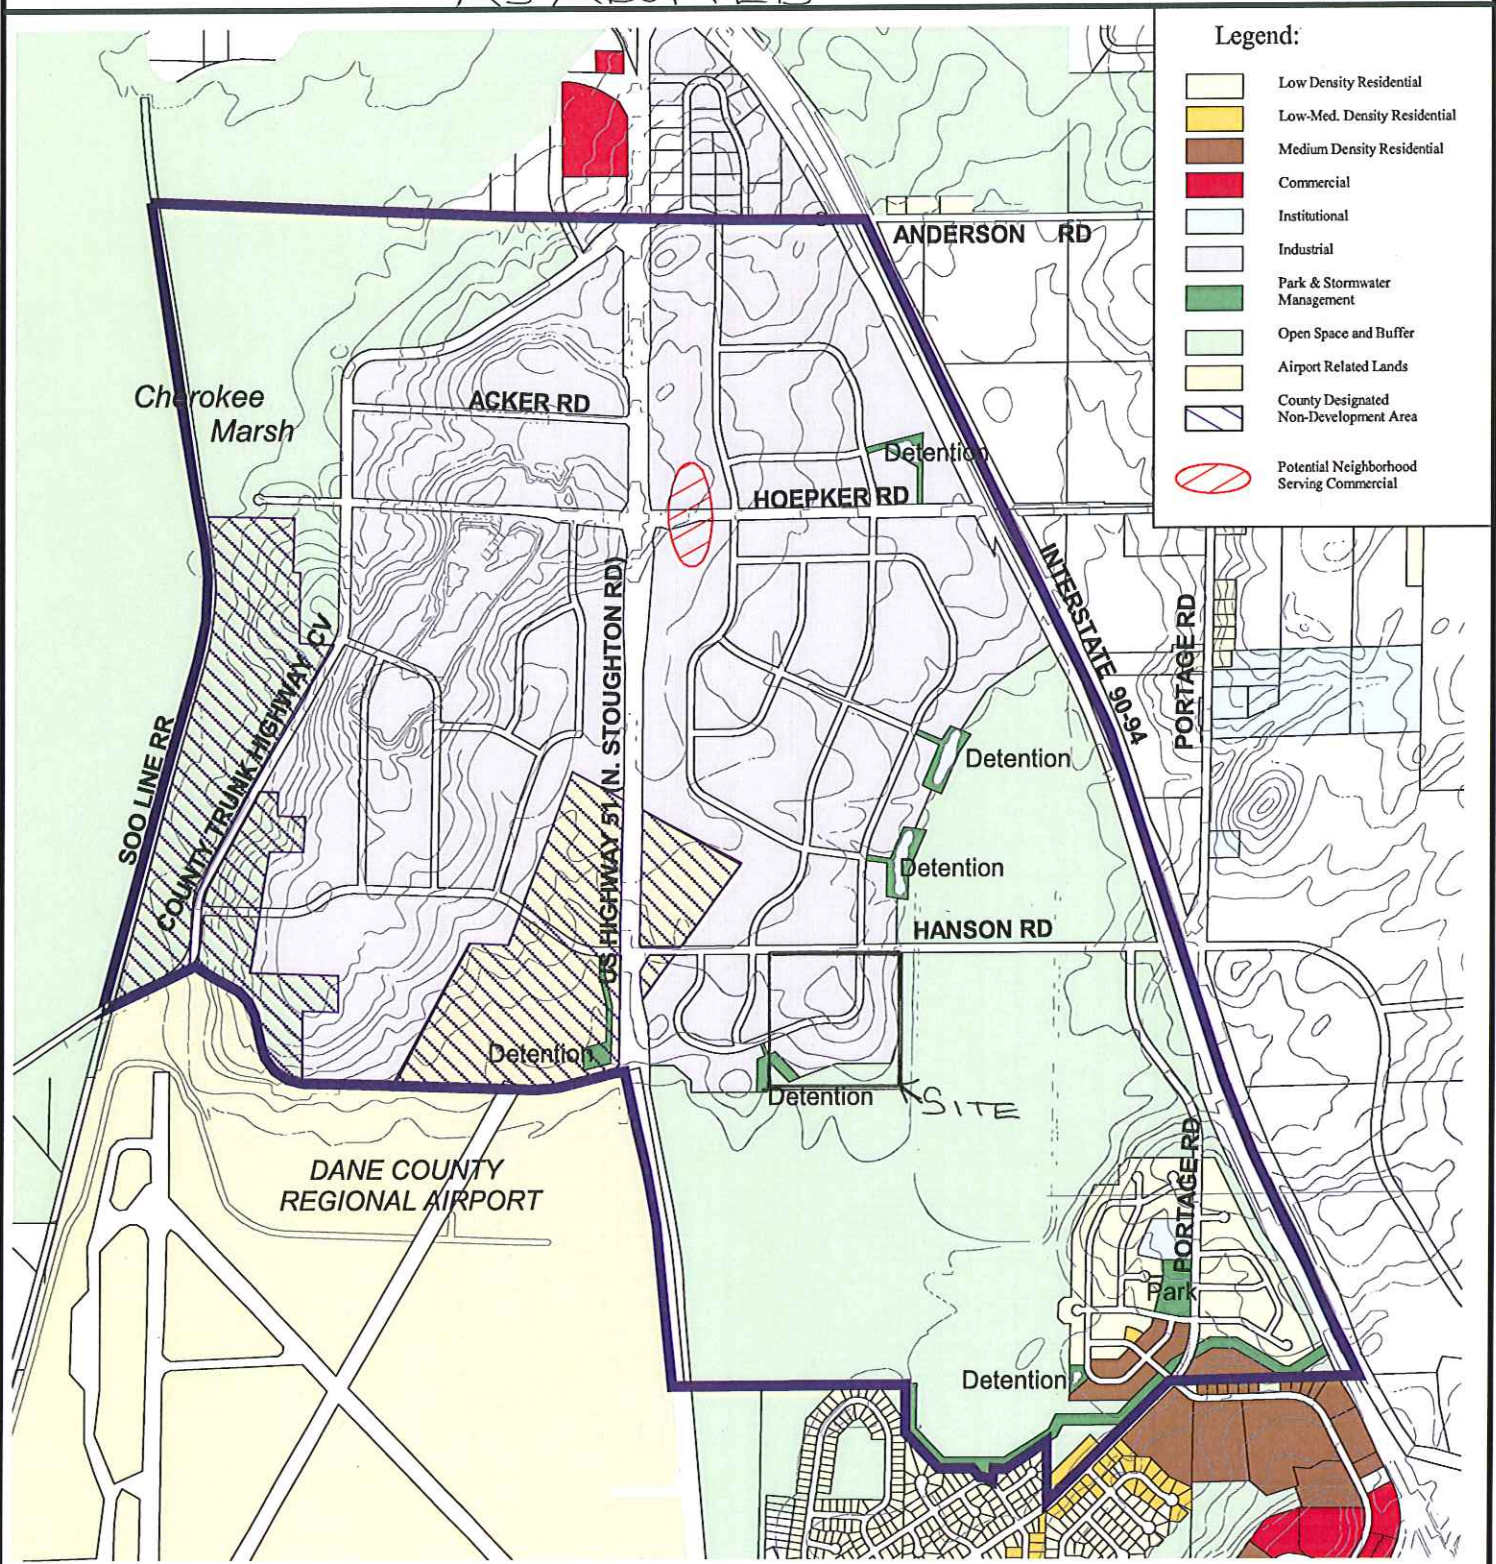 AS ADOPTED
Legend:
Low Density Residential
Low-Med. Density Residential
Medium Density Residential
Commercial
Institutional
Industrial
Park & Stormwater
Management
Open Space and Buffer
Airport Related Lands
County Designated
Non-Development Area
Potential Neighborhood
Serving Commercial
ANDERSON RD
Cherokee
Marsh
ACKER RD
Detention
HOEPKER RD
INTERSTATE 90-94
PORTAGE RD
US HIGHWAY 51 (N. STOUGHTON RD)
COUNTY TRUNK HIGHWAY CV
SOO LINE RR
Detention
Detention
HANSON RD
Detention
Detention
SITE
DANE COUNTY
REGIONAL AIRPORT
PORTAGE RD
Park
Detention